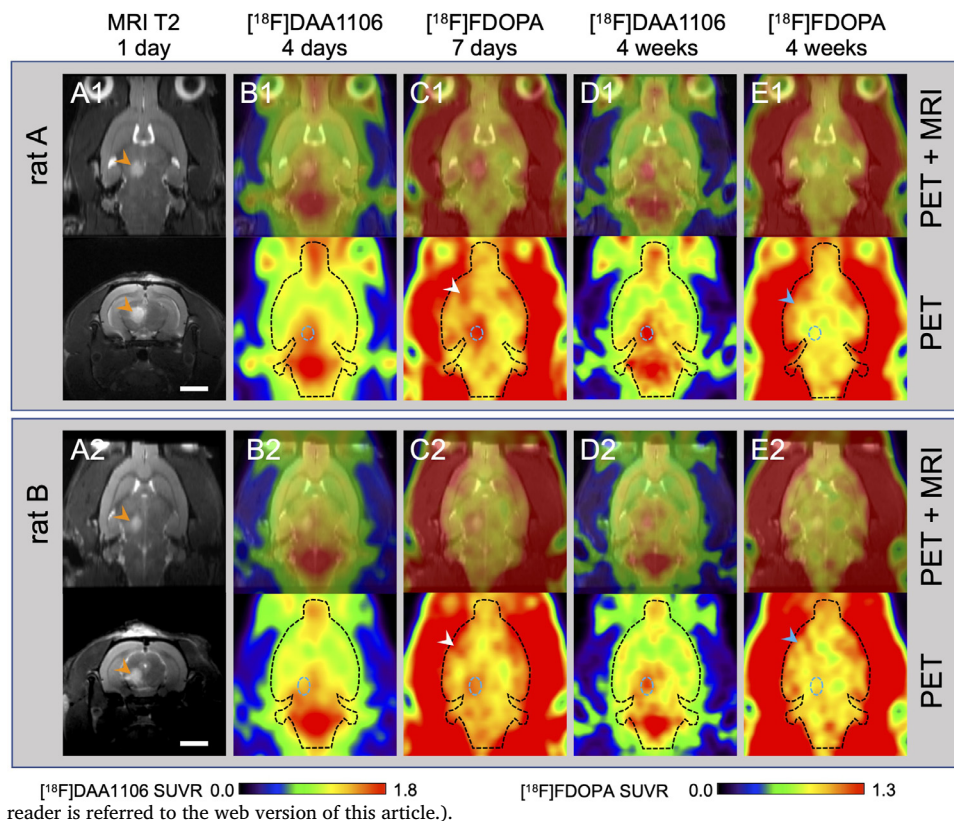 MRI T2 [¹⁸F]DAA1106 [¹⁸F]FDOPA [¹⁸F]DAA1106 [¹⁸F]FDOPA
1 day 4 days 7 days 4 weeks 4 weeks
A1 B1 C1 D1 E1
rat A
PET + MRI
PET
A2 B2 C2 D2 E2
rat B
PET + MRI
PET
[¹⁸F]DAA1106 SUVR 0.0 1.8 [¹⁸F]FDOPA SUVR 0.0 1.3
reader is referred to the web version of this article.).